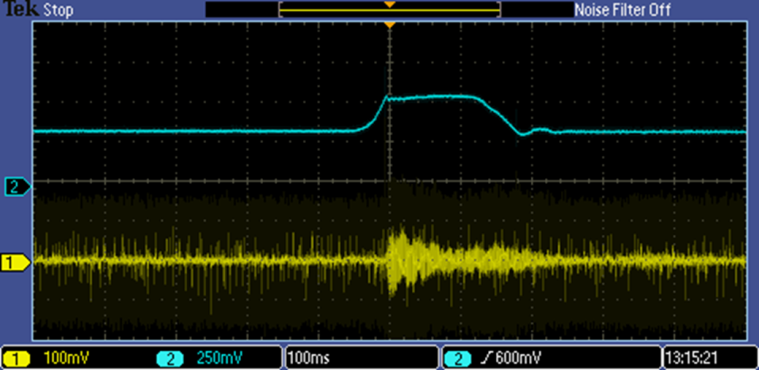 Tek Stop Noise Filter Off
2
1
1 100mV 2 250mV 100ms 2 600mV 13:15:21